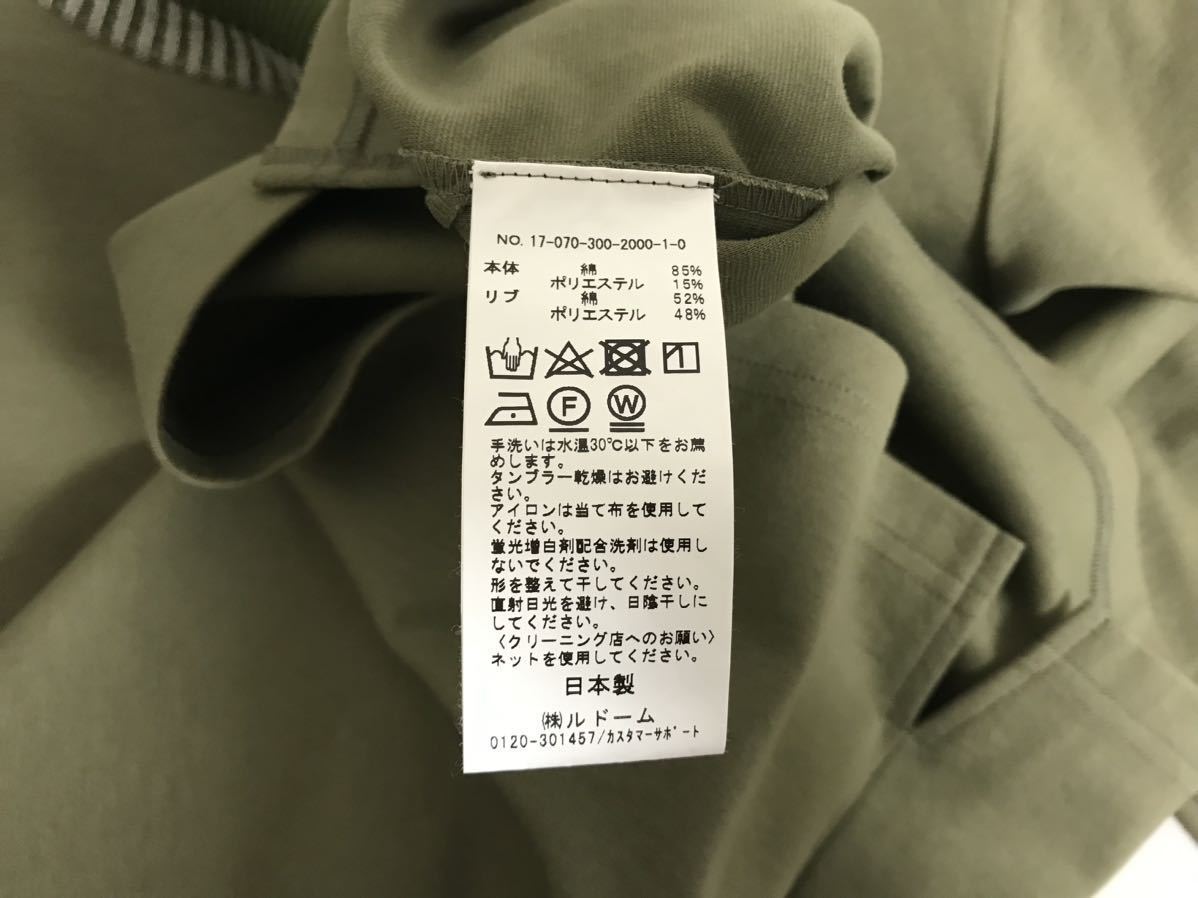 NO. 17-070-300-2000-1-0
本体 綿 85%
ポリエステル 15%
リブ 綿 52%
ポリエステル 48%
F W
手洗いは水温30℃以下をお薦
めします。
タンブラー乾燥はお避けくだ
さい。
アイロンは当て布を使用して
ください。
蛍光増白剤配合洗剤は使用し
ないでください。
形を整えて干してください。
直射日光を避け、日陰干しに
してください。
〈クリーニング店へのお願い〉
ネットを使用してください。
日本製
㈱ルドーム
0120-301457/ｶｽﾀﾏｰｻﾎﾟｰﾄ